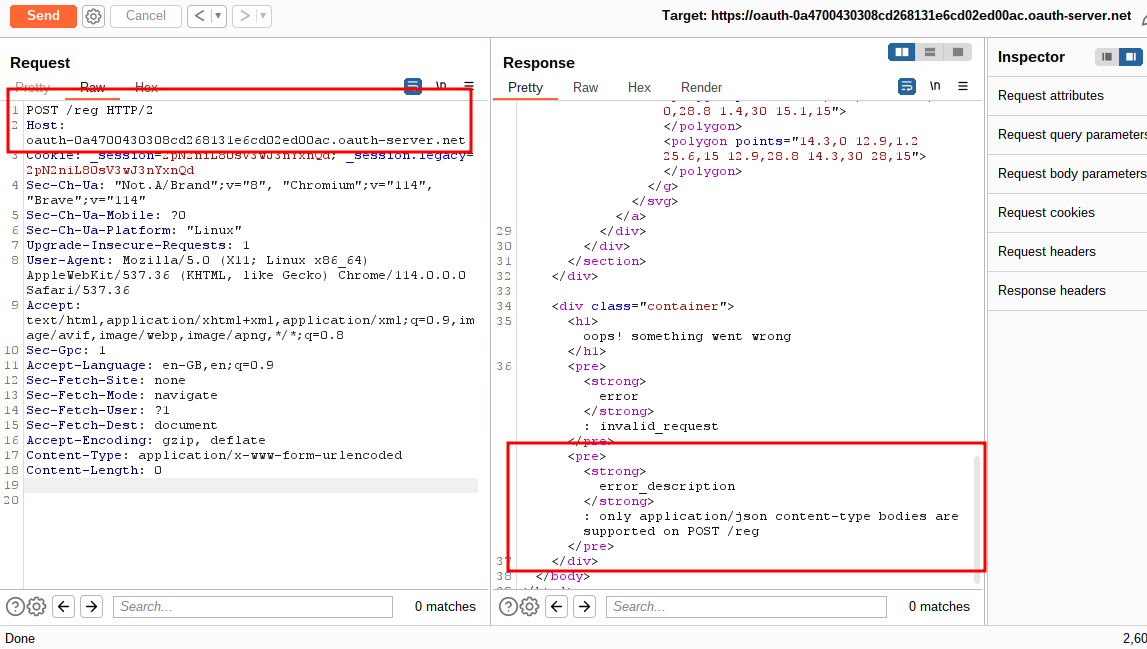 Send
Cancel
< | ▾
> | ▾
Target: https://oauth-0a4700430308cd268131e6cd02ed00ac.oauth-server.net
Request
Pretty Raw Hex
\n
1 POST /reg HTTP/2
2 Host:
oauth-0a4700430308cd268131e6cd02ed00ac.oauth-server.net
3 Cookie: _session=2pN2niL8OsV3wJ3nYxnQd; _session.legacy=
2pN2niL8OsV3wJ3nYxnQd
4 Sec-Ch-Ua: "Not.A/Brand";v="8", "Chromium";v="114",
"Brave";v="114"
5 Sec-Ch-Ua-Mobile: ?0
6 Sec-Ch-Ua-Platform: "Linux"
7 Upgrade-Insecure-Requests: 1
8 User-Agent: Mozilla/5.0 (X11; Linux x86_64)
AppleWebKit/537.36 (KHTML, like Gecko) Chrome/114.0.0.0
Safari/537.36
9 Accept:
text/html,application/xhtml+xml,application/xml;q=0.9,im
age/avif,image/webp,image/apng,*/*;q=0.8
10 Sec-Gpc: 1
11 Accept-Language: en-GB,en;q=0.9
12 Sec-Fetch-Site: none
13 Sec-Fetch-Mode: navigate
14 Sec-Fetch-User: ?1
15 Sec-Fetch-Dest: document
16 Accept-Encoding: gzip, deflate
17 Content-Type: application/x-www-form-urlencoded
18 Content-Length: 0
19
20
Search...
0 matches
Response
Pretty Raw Hex Render
\n
0,28.8 1.4,30 15.1,15">
</polygon>
<polygon points="14.3,0 12.9,1.2
25.6,15 12.9,28.8 14.3,30 28,15">
</polygon>
</g>
</svg>
</a>
29 </div>
30 </div>
31 </section>
32 </div>
33
34 <div class="container">
35 <h1>
oops! something went wrong
</h1>
36 <pre>
<strong>
error
</strong>
: invalid_request
</pre>
<pre>
<strong>
error_description
</strong>
: only application/json content-type bodies are
supported on POST /reg
</pre>
37 </div>
38 </body>
Search...
0 matches
Inspector
Request attributes
Request query parameters
Request body parameters
Request cookies
Request headers
Response headers
Done
2,60